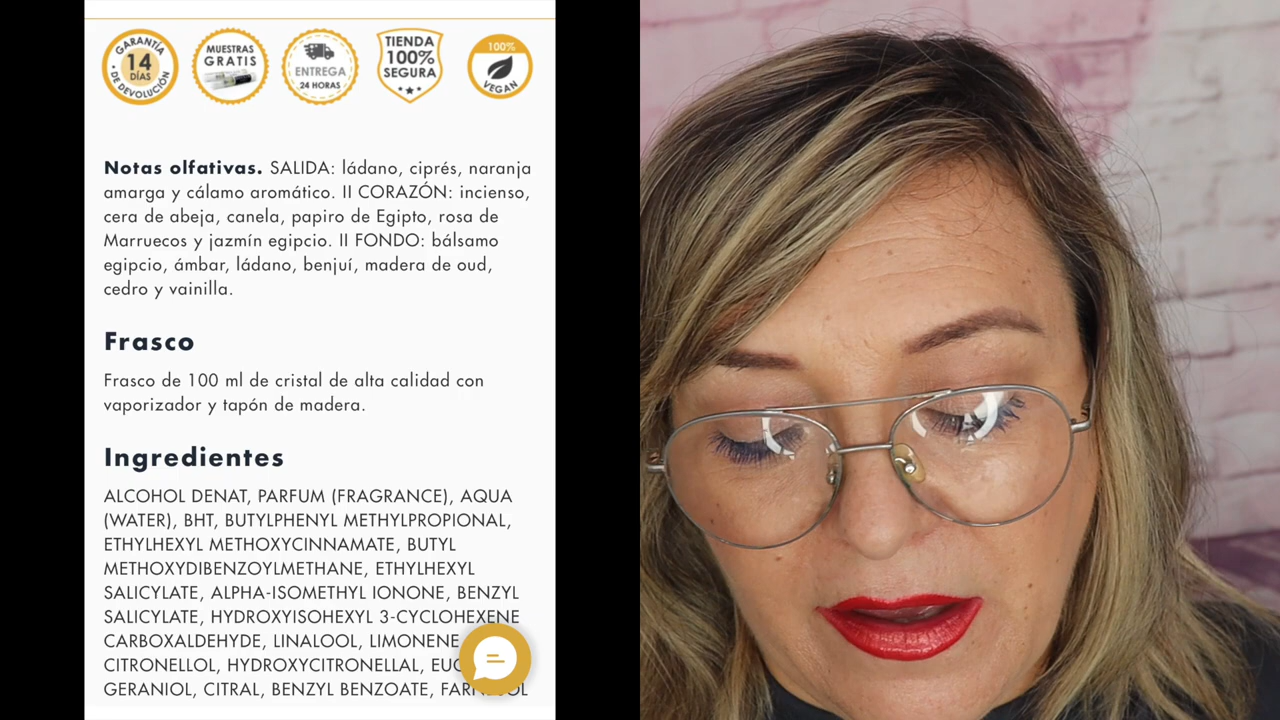 GARANTÍA
14
DÍAS
DE DEVOLUCIÓN
MUESTRAS
GRATIS
ENTREGA
24 HORAS
TIENDA
100%
SEGURA
100%
VEGAN
Notas olfativas. SALIDA: ládano, ciprés, naranja
amarga y cálamo aromático. II CORAZÓN: incienso,
cera de abeja, canela, papiro de Egipto, rosa de
Marruecos y jazmín egipcio. II FONDO: bálsamo
egipcio, ámbar, ládano, benjuí, madera de oud,
cedro y vainilla.
Frasco
Frasco de 100 ml de cristal de alta calidad con
vaporizador y tapón de madera.
Ingredientes
ALCOHOL DENAT, PARFUM (FRAGRANCE), AQUA
(WATER), BHT, BUTYLPHENYL METHYLPROPIONAL,
ETHYLHEXYL METHOXYCINNAMATE, BUTYL
METHOXYDIBENZOYLMETHANE, ETHYLHEXYL
SALICYLATE, ALPHA-ISOMETHYL IONONE, BENZYL
SALICYLATE, HYDROXYISOHEXYL 3-CYCLOHEXENE
CARBOXALDEHYDE, LINALOOL, LIMONENE
CITRONELLOL, HYDROXYCITRONELLAL,
GERANIOL, CITRAL, BENZYL BENZOATE,